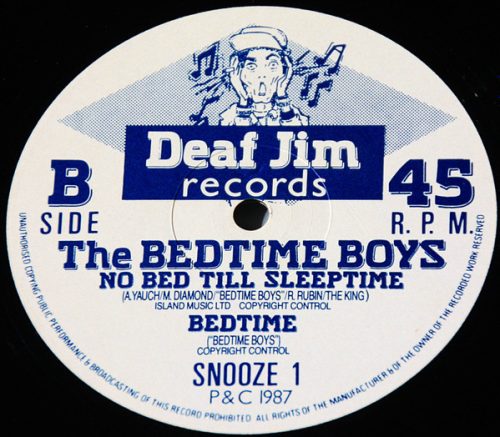 Deaf Jim
records
B
SIDE
45
R. P. M.
The BEDTIME BOYS
NO BED TILL SLEEPTIME
(A.YAUCH/M. DIAMOND/"BEDTIME BOYS"/R. RUBIN/THE KING)
ISLAND MUSIC LTD COPYRIGHT CONTROL
BEDTIME
("BEDTIME BOYS")
COPYRIGHT CONTROL
SNOOZE 1
P & C 1987
UNAUTHORISED COPYING PUBLIC PERFORMANCE & BROADCASTING OF THIS RECORD PROHIBITED. ALL RIGHTS OF THE MANUFACTURER & OF THE OWNER OF THE RECORDED WORK RESERVED